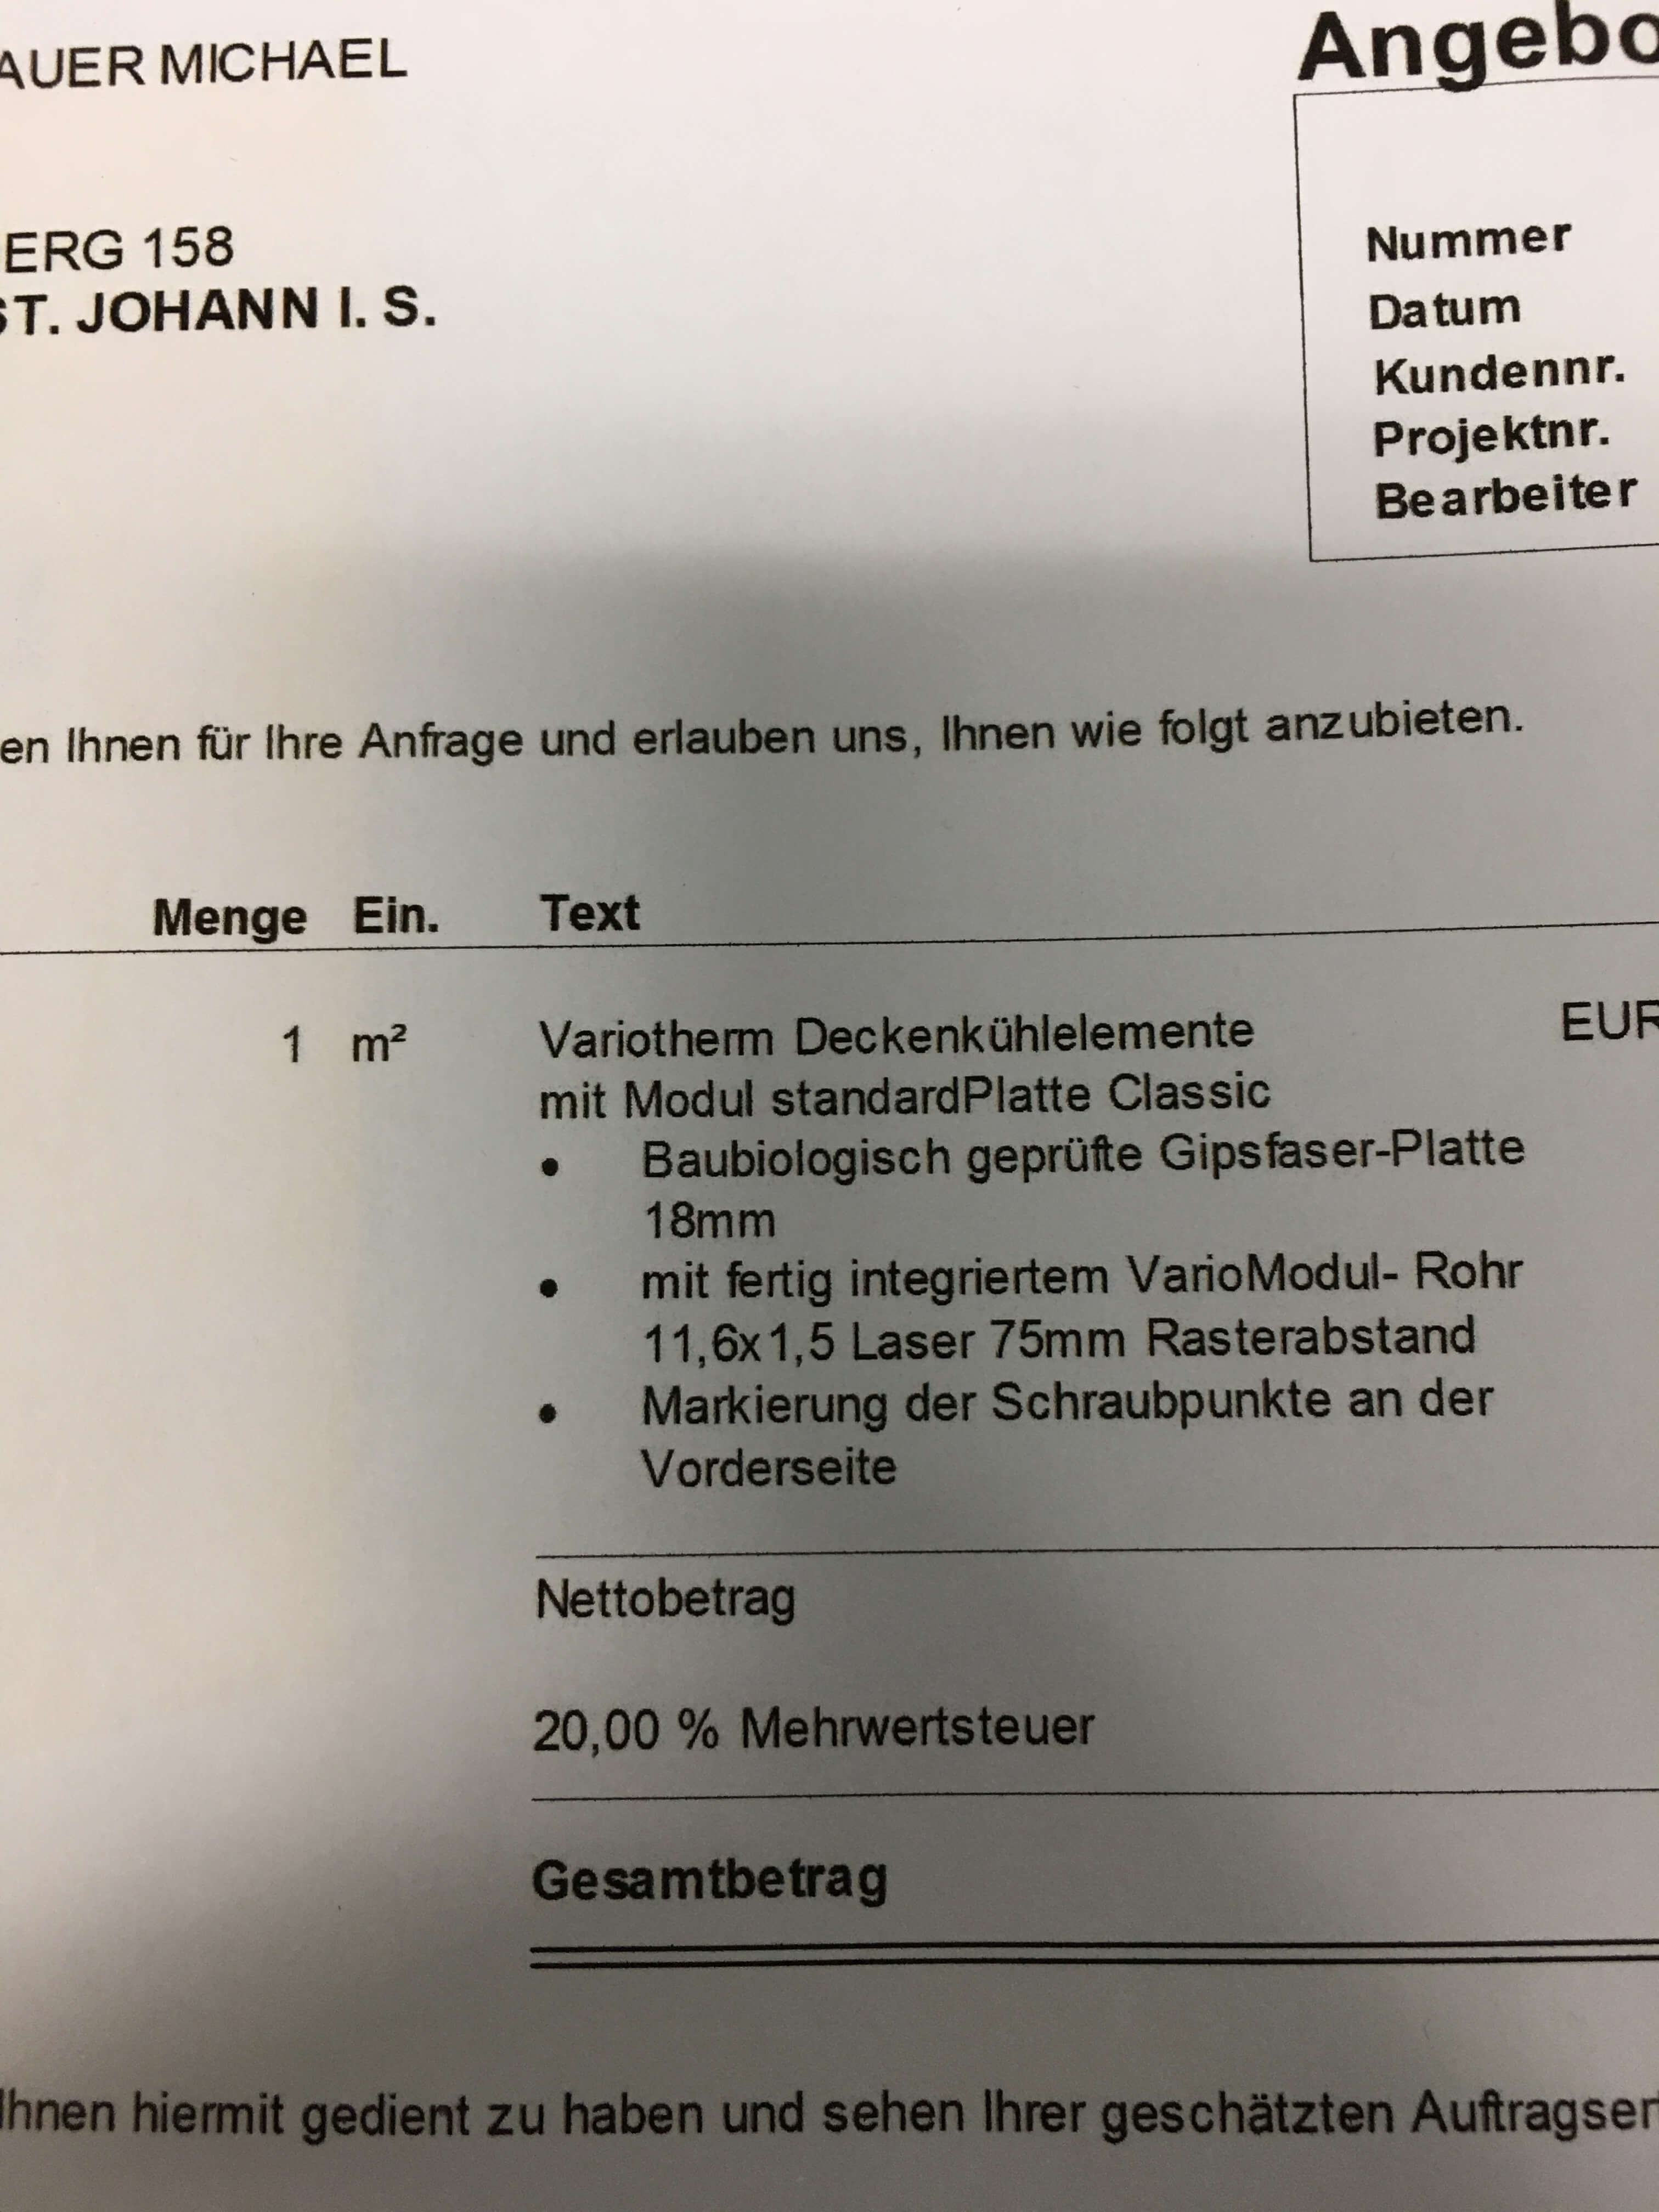 AUER MICHAEL
ERG 158
ST. JOHANN I. S.
Angebo
Nummer
Datum
Kundennr.
Projektnr.
Bearbeiter
en Ihnen für Ihre Anfrage und erlauben uns, Ihnen wie folgt anzubieten.
Menge Ein. Text
1 m² Variotherm Deckenkühlelemente EUR
mit Modul standardPlatte Classic
• Baubiologisch geprüfte Gipsfaser-Platte
18mm
• mit fertig integriertem VarioModul- Rohr
11,6x1,5 Laser 75mm Rasterabstand
• Markierung der Schraubpunkte an der
Vorderseite
Nettobetrag
20,00 % Mehrwertsteuer
Gesamtbetrag
Ihnen hiermit gedient zu haben und sehen Ihrer geschätzten Auftragser